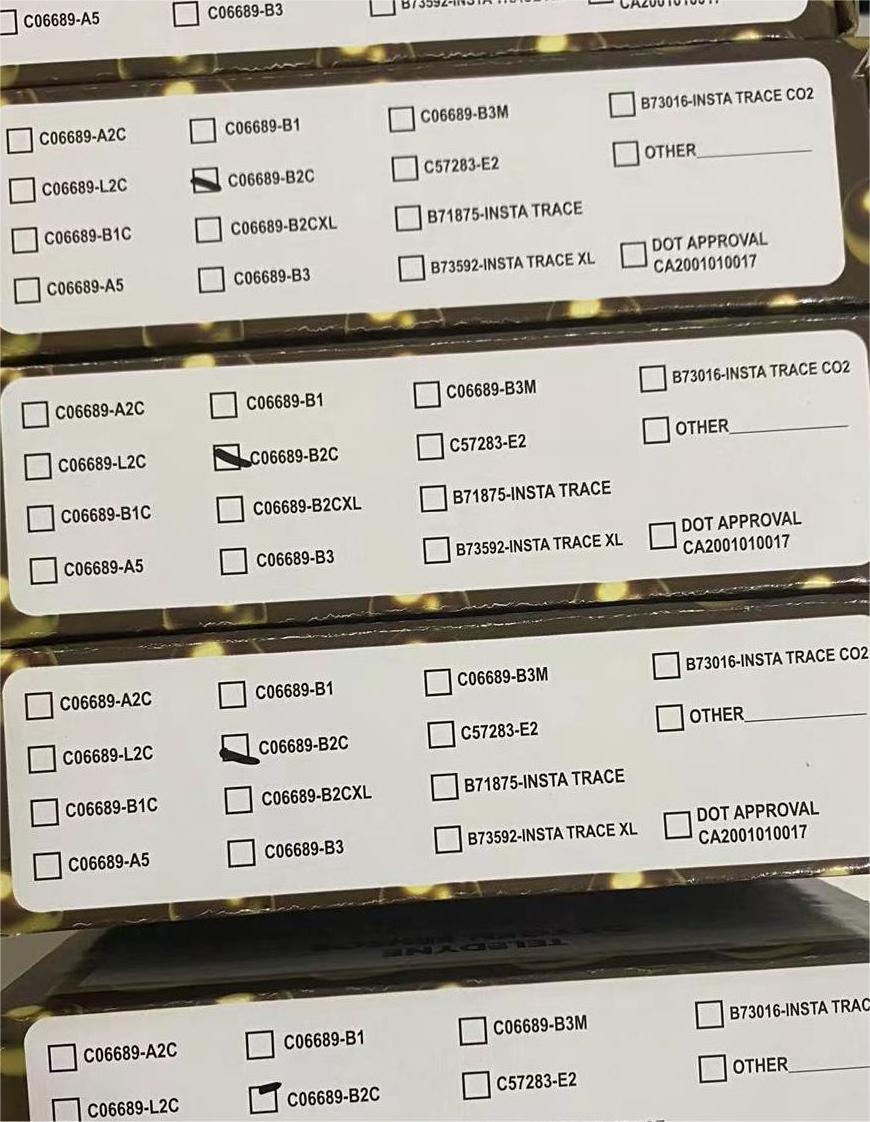 C06689-A5
C06689-B3
C06689-A2C
C06689-L2C
C06689-B1C
C06689-A5
C06689-B1
C06689-B2C
C06689-B2CXL
C06689-B3
C06689-B3M
C57283-E2
B71875-INSTA TRACE
B73592-INSTA TRACE XL
B73016-INSTA TRACE CO2
OTHER
DOT APPROVAL
CA2001010017
C06689-A2C
C06689-L2C
C06689-B1C
C06689-A5
C06689-B1
C06689-B2C
C06689-B2CXL
C06689-B3
C06689-B3M
C57283-E2
B71875-INSTA TRACE
B73592-INSTA TRACE XL
B73016-INSTA TRACE CO2
OTHER
DOT APPROVAL
CA2001010017
C06689-A2C
C06689-L2C
C06689-B1C
C06689-A5
C06689-B1
C06689-B2C
C06689-B2CXL
C06689-B3
C06689-B3M
C57283-E2
B71875-INSTA TRACE
B73592-INSTA TRACE XL
B73016-INSTA TRACE CO2
OTHER
DOT APPROVAL
CA2001010017
TELEDYNE
OXYGEN SENSOR
C06689-A2C
C06689-L2C
C06689-B1
C06689-B2C
C06689-B3M
C57283-E2
B73016-INSTA TRAC
OTHER